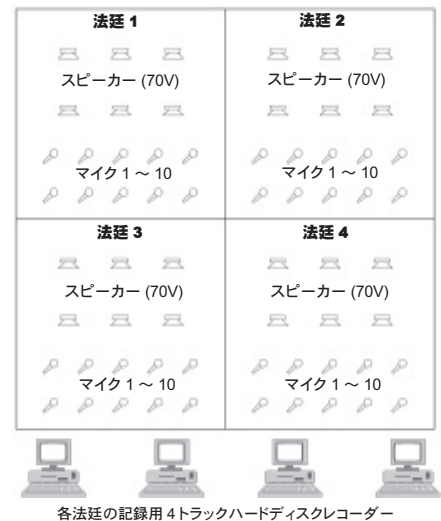 法廷 1
スピーカー (70V)
マイク 1 ～ 10
法廷 2
スピーカー (70V)
マイク 1 ～ 10
法廷 3
スピーカー (70V)
マイク 1 ～ 10
法廷 4
スピーカー (70V)
マイク 1 ～ 10
各法廷の記録用 4 トラックハードディスクレコーダー